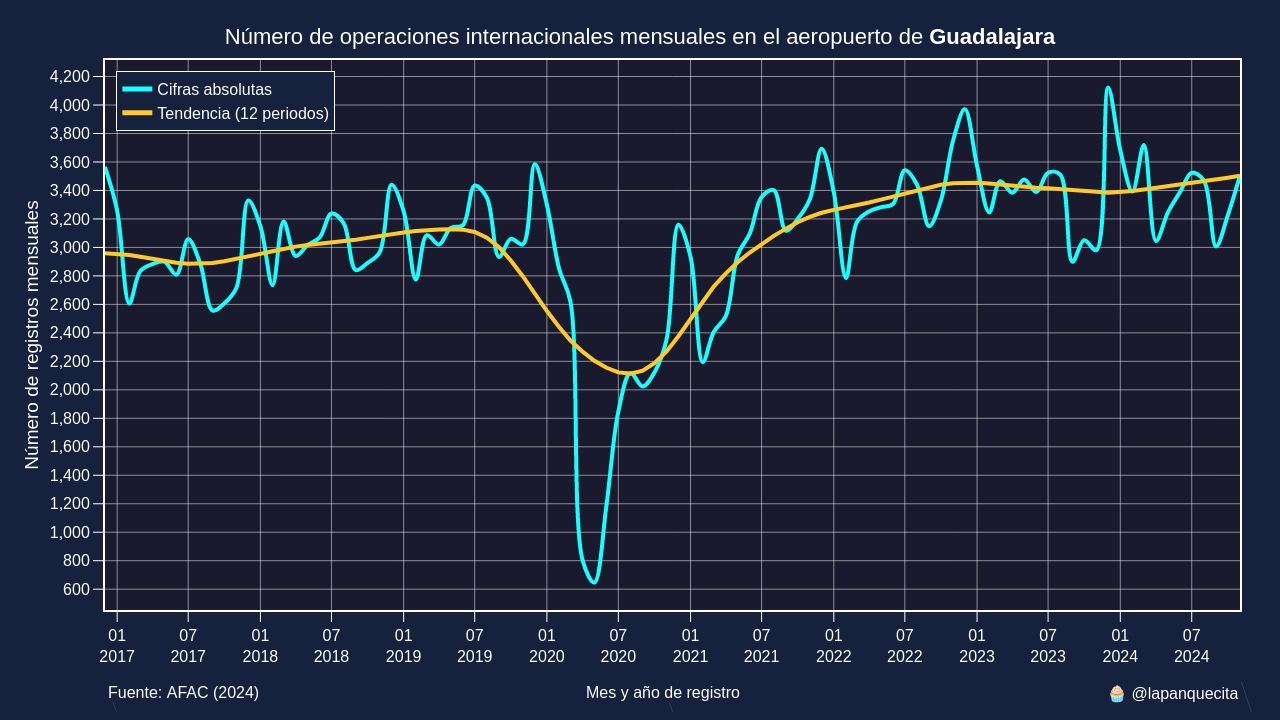 Número de operaciones internacionales mensuales en el aeropuerto de Guadalajara
Cifras absolutas
Tendencia (12 periodos)
Número de registros mensuales
4,200
4,000
3,800
3,600
3,400
3,200
3,000
2,800
2,600
2,400
2,200
2,000
1,800
1,600
1,400
1,200
1,000
800
600
01 07 01 07 01 07 01 07 01 07 01 07 01 07 01 07
2017 2017 2018 2018 2019 2019 2020 2020 2021 2021 2022 2022 2023 2023 2024 2024
Fuente: AFAC (2024)
Mes y año de registro
🧁 @lapanquecita